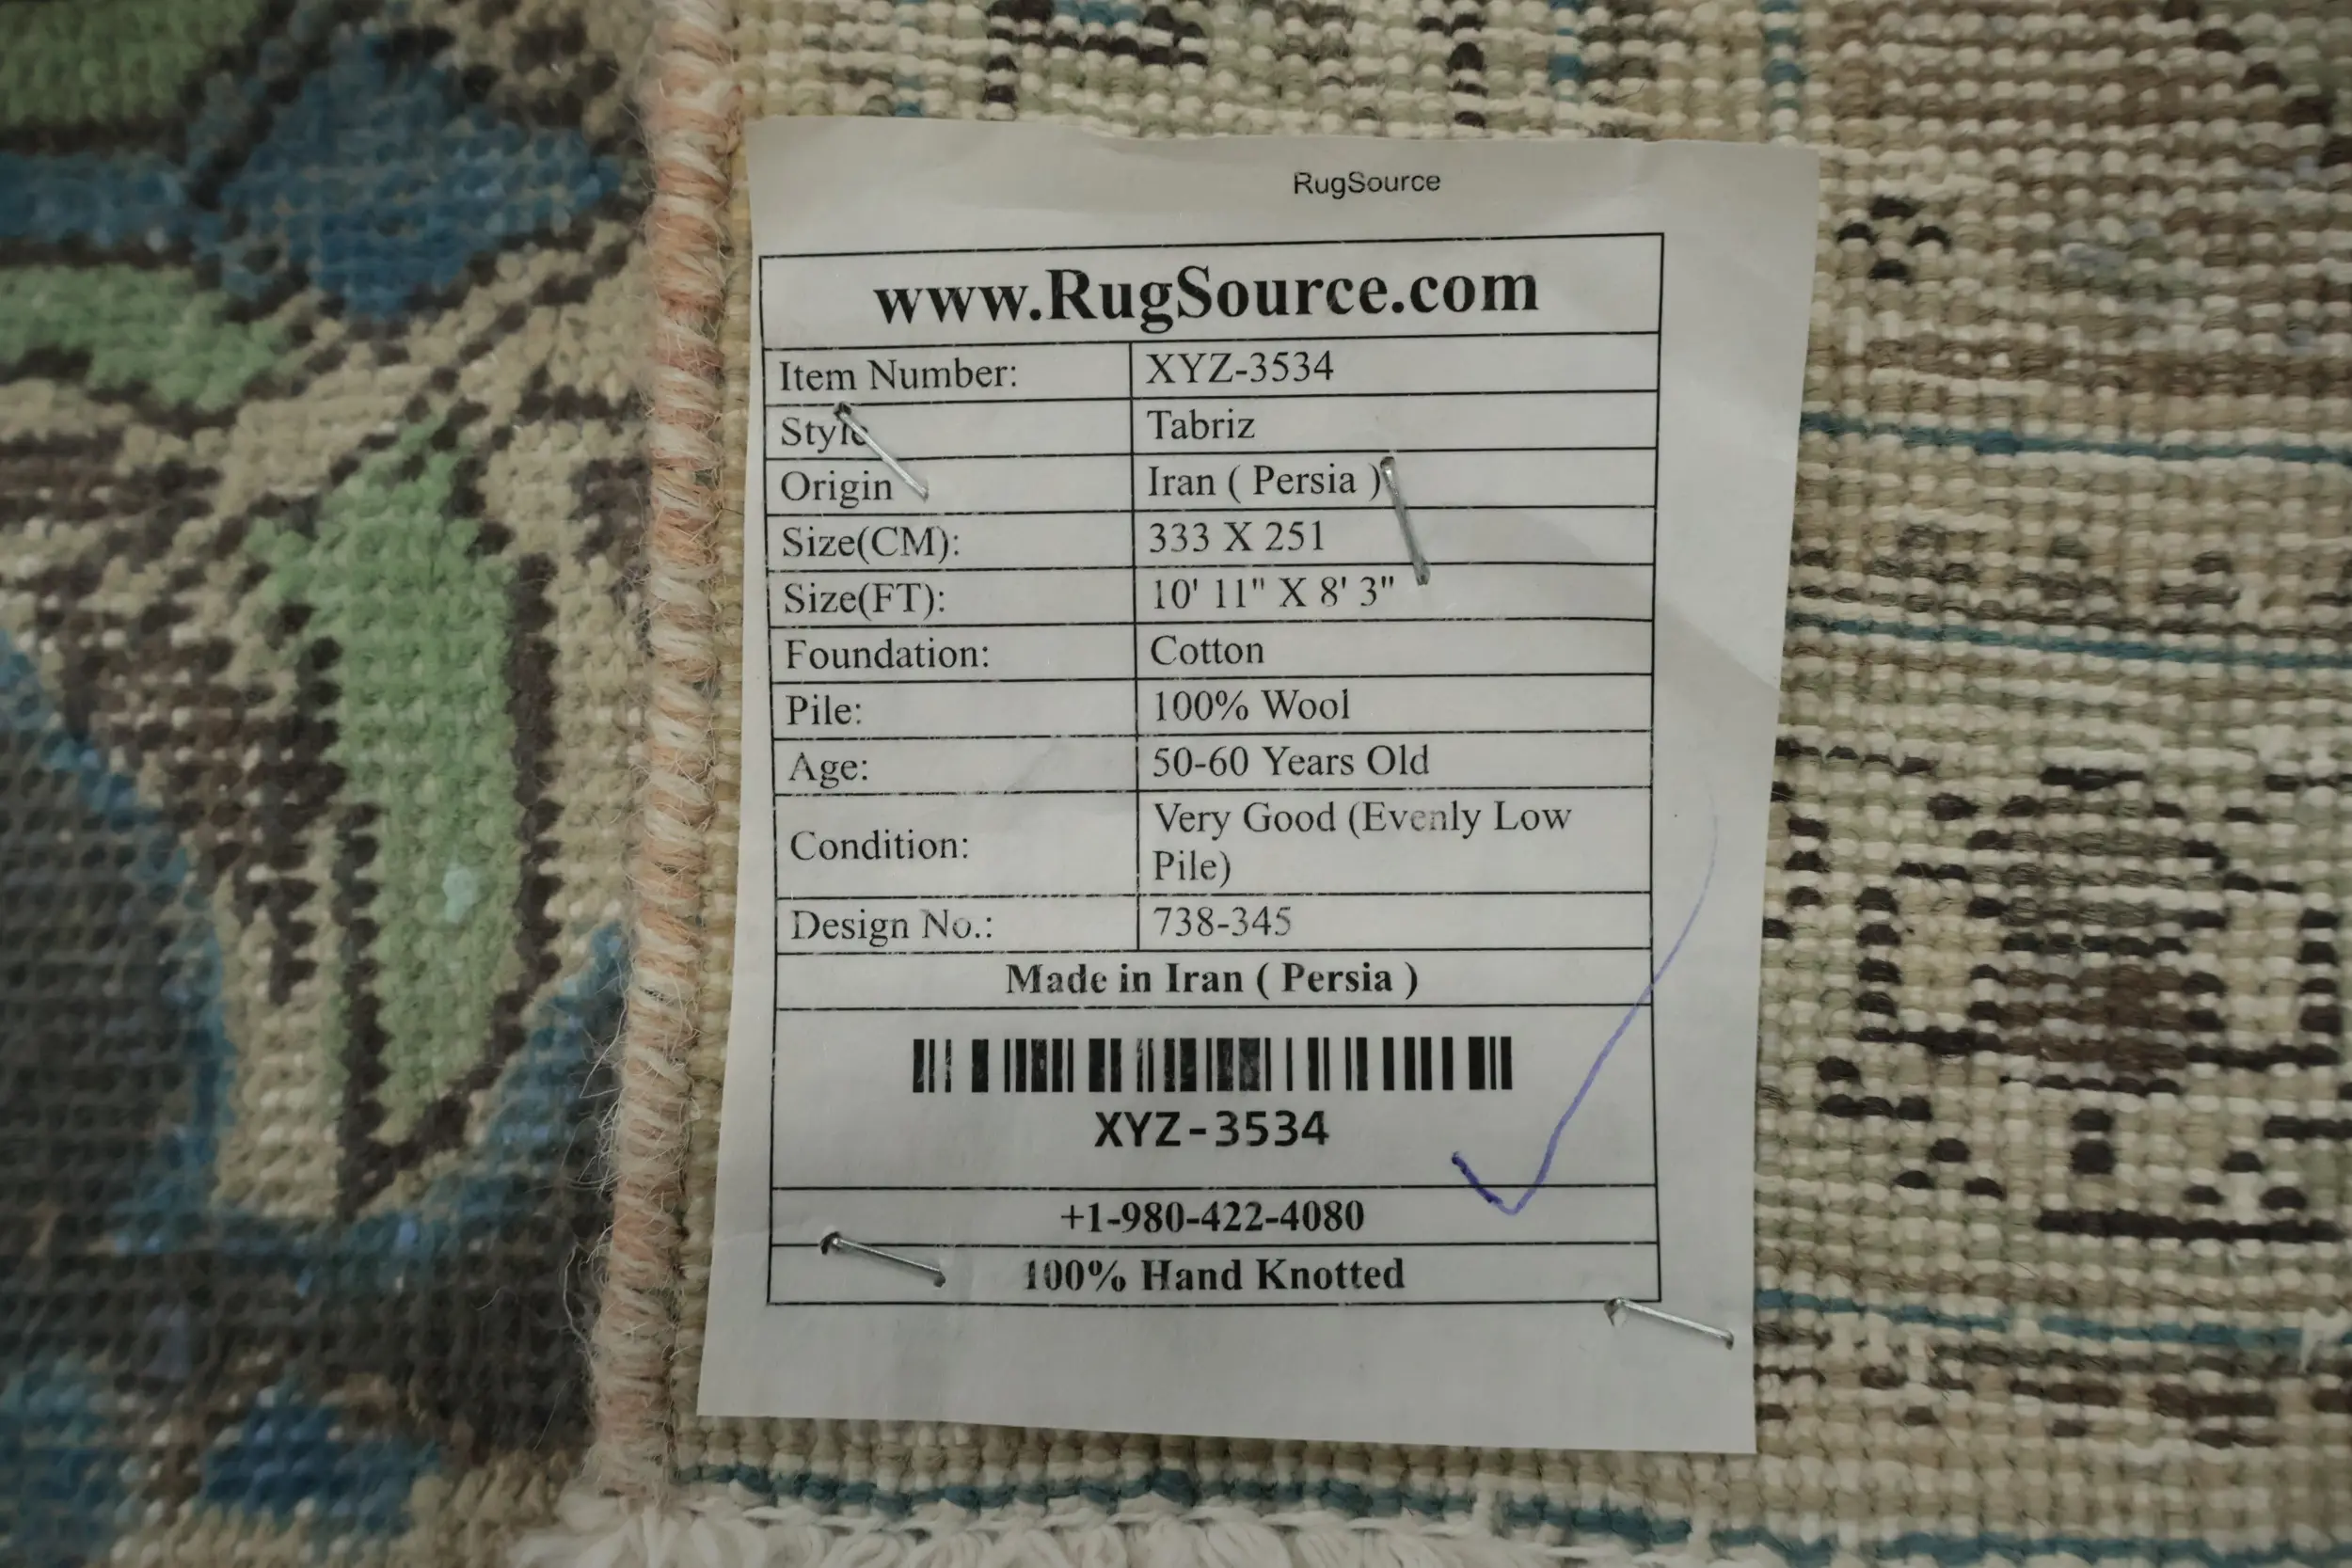 RugSource
www.RugSource.com
Item Number: XYZ-3534
Style Tabriz
Origin Iran ( Persia )
Size(CM): 333 X 251
Size(FT): 10' 11" X 8' 3"
Foundation: Cotton
Pile: 100% Wool
Age: 50-60 Years Old
Condition: Very Good (Evenly Low
Pile)
Design No.: 738-345
Made in Iran ( Persia )
XYZ-3534
+1-980-422-4080
100% Hand Knotted